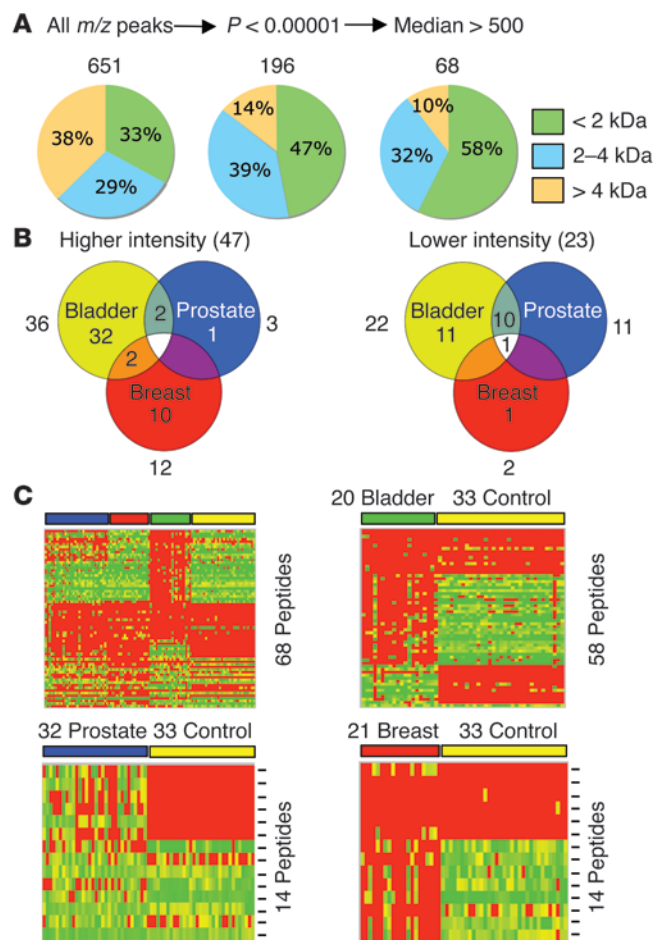 A All m/z peaks → P < 0.00001 → Median > 500
651 196 68
38% 33% 29%
14% 47% 39%
10% 58% 32%
< 2 kDa
2–4 kDa
> 4 kDa
B Higher intensity (47) Lower intensity (23)
36 Bladder 32 2 Prostate 1 3
2
Breast 10
12
22 Bladder 11 10 Prostate 11
1
Breast 1
2
C
68 Peptides
20 Bladder 33 Control
58 Peptides
32 Prostate 33 Control
14 Peptides
21 Breast 33 Control
14 Peptides